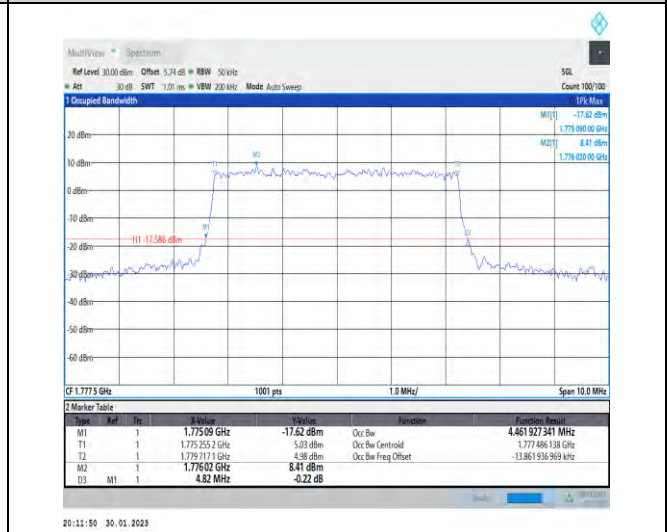 MultiView Spectrum
Ref Level 30.00 dBm Offset 5.74 dB RBW 50 kHz SGL
Att 30 dB SWT 1.01 ms VBW 200 kHz Mode Auto Sweep Count 100/100
1 Occupied Bandwidth 1Pk Max
M1[1] -17.62 dBm
1.775 090 00 GHz
M2[1] 8.41 dBm
1.776 020 00 GHz
20 dBm
M2
10 dBm
T1 T2
0 dBm
-10 dBm
M1 D3
H1 -17.586 dBm
-20 dBm
-30 dBm
-40 dBm
-50 dBm
-60 dBm
CF 1.777 5 GHz 1001 pts 1.0 MHz/ Span 10.0 MHz
2 Marker Table
Type Ref Trc X-Value Y-Value Function Function Result
M1 1 1.775 09 GHz -17.62 dBm Occ Bw 4.461 927 341 MHz
T1 1 1.775 255 2 GHz 5.03 dBm Occ Bw Centroid 1.777 486 138 GHz
T2 1 1.779 717 1 GHz 4.98 dBm Occ Bw Freq Offset -13.861 936 969 kHz
M2 1 1.776 02 GHz 8.41 dBm
D3 M1 1 4.82 MHz -0.22 dB
20:11:50 30.01.2023